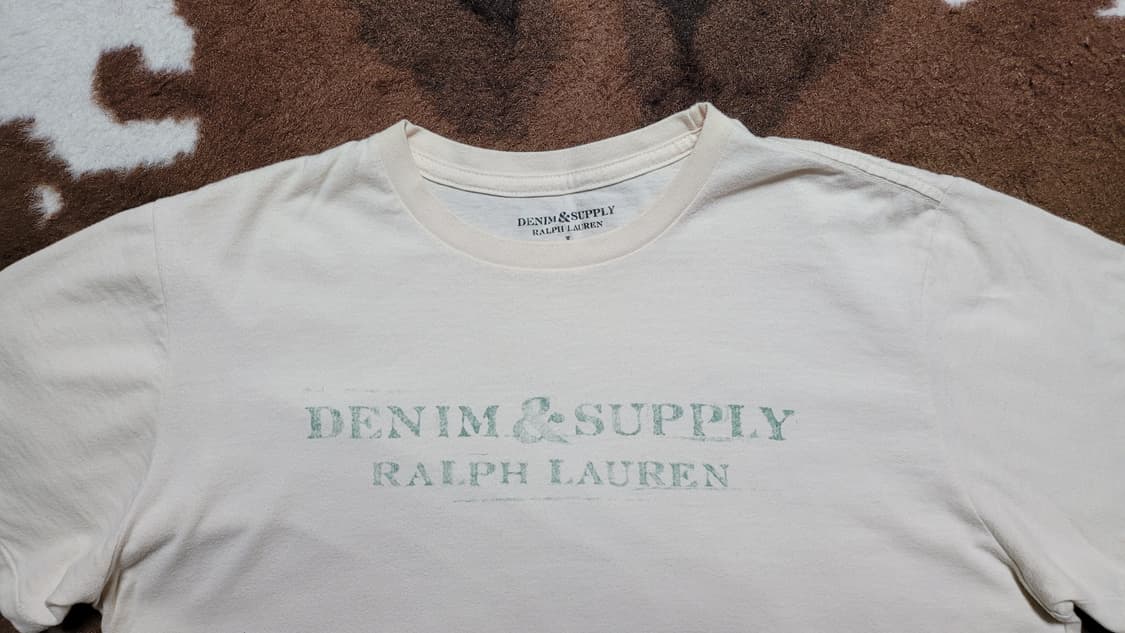 DENIM & SUPPLY
RALPH LAUREN
DENIM & SUPPLY
RALPH LAUREN